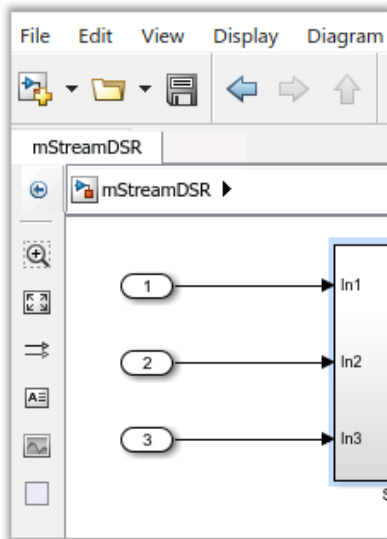 File Edit View Display Diagram
mStreamDSR
mStreamDSR
1 In1
2 In2
3 In3
S